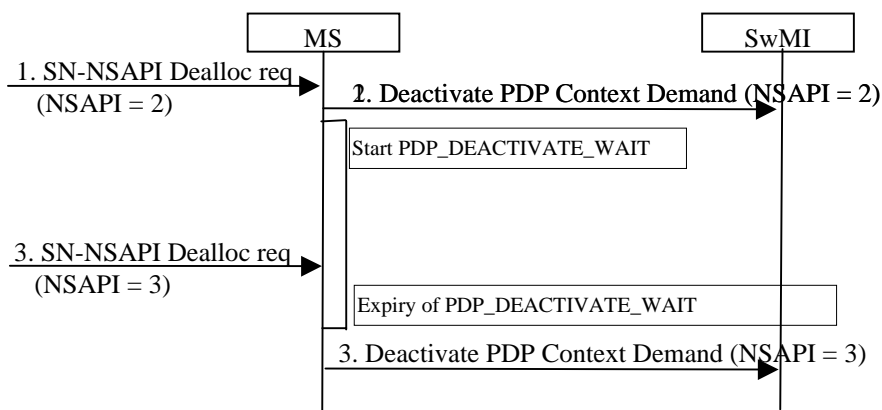 MS
SwMI
1. SN-NSAPI Dealloc req
(NSAPI = 2)
2. Deactivate PDP Context Demand (NSAPI = 2)
Start PDP_DEACTIVATE_WAIT
3. SN-NSAPI Dealloc req
(NSAPI = 3)
Expiry of PDP_DEACTIVATE_WAIT
3. Deactivate PDP Context Demand (NSAPI = 3)